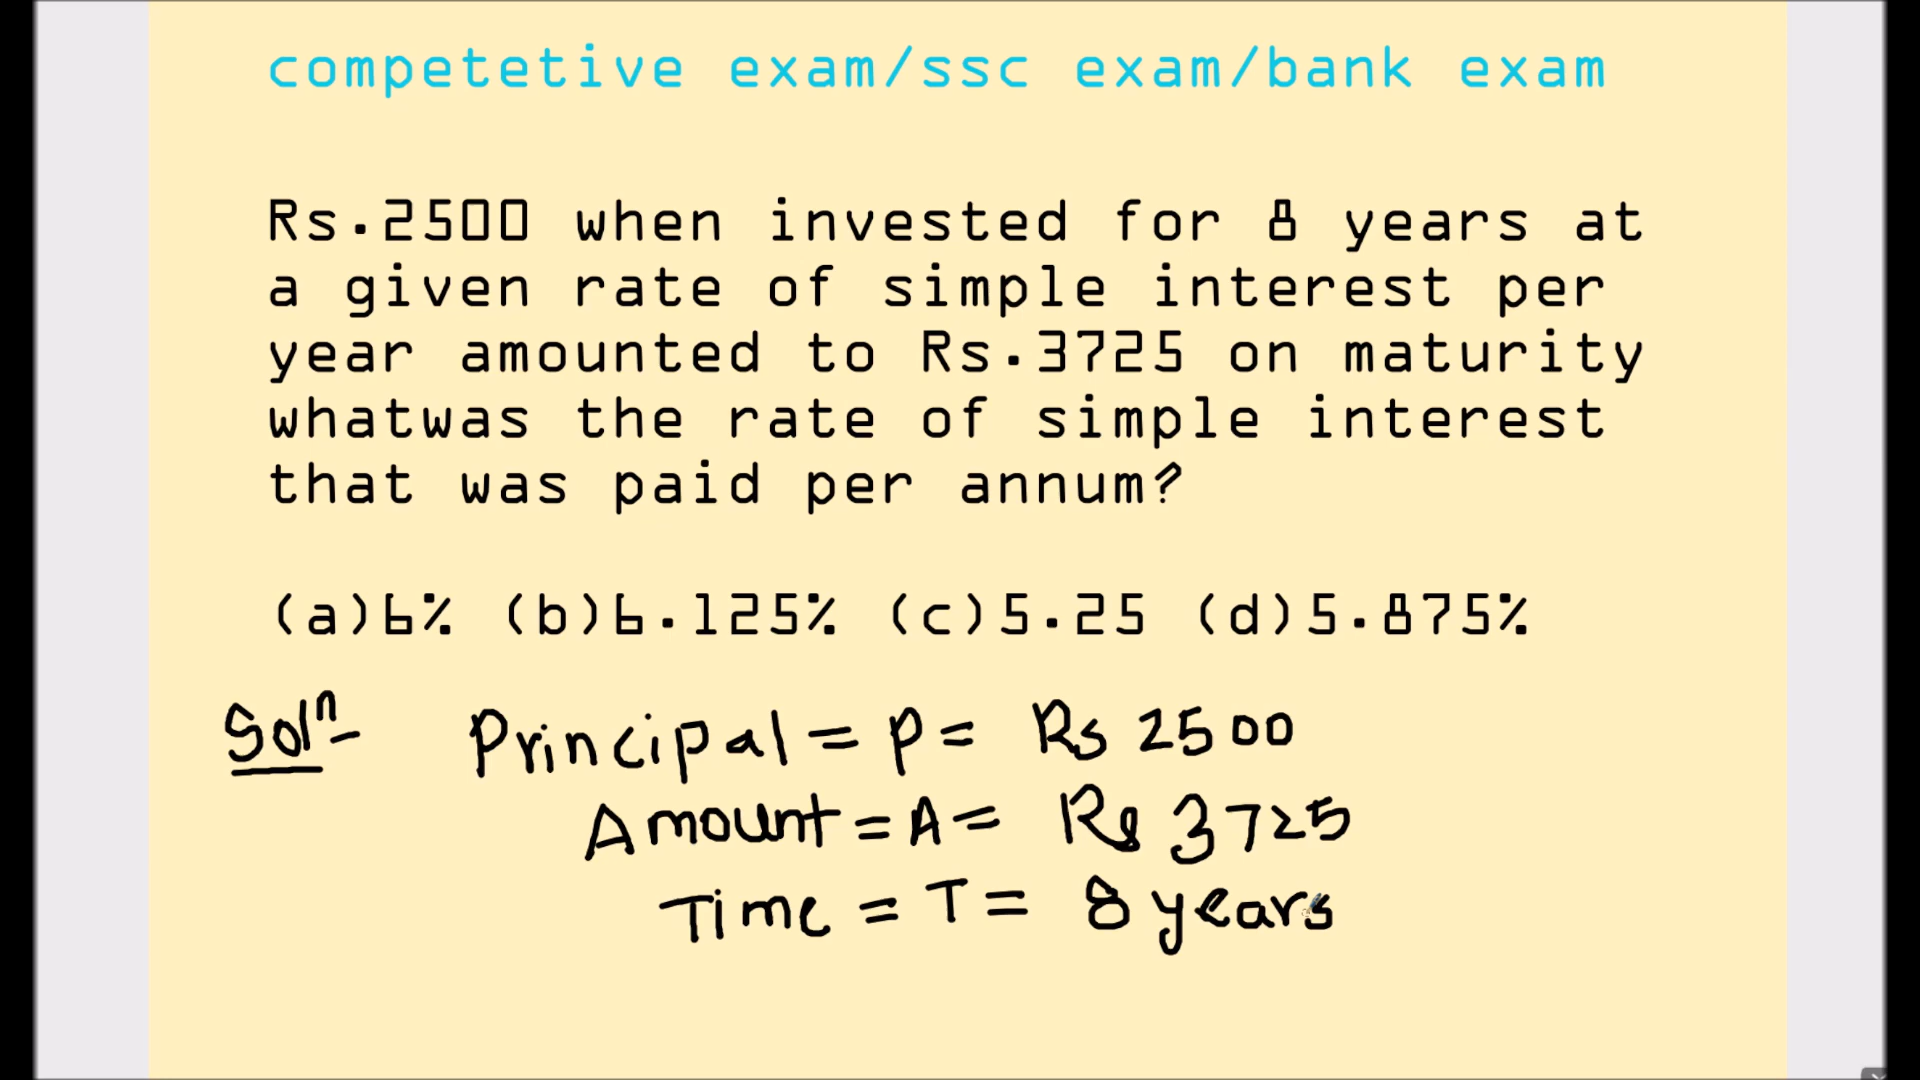 competetive exam/ssc exam/bank exam
Rs.2500 when invested for 8 years at
a given rate of simple interest per
year amounted to Rs.3725 on maturity
whatwas the rate of simple interest
that was paid per annum?
(a)6% (b)6.125% (c)5.25 (d)5.875%
Solⁿ- Principal = P = Rs 2500
Amount = A = Rs 3725
Time = T = 8 years